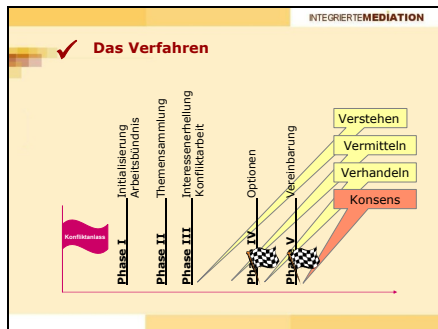 INTEGRIERTEMEDIATION
Das Verfahren
Initialisierung
Arbeitsbündnis
Themensammlung
Interessenerhellung
Konfliktarbeit
Optionen
Vereinbarung
Verstehen
Vermitteln
Verhandeln
Konsens
Konfliktanlass
Phase I
Phase II
Phase III
Phase IV
Phase V